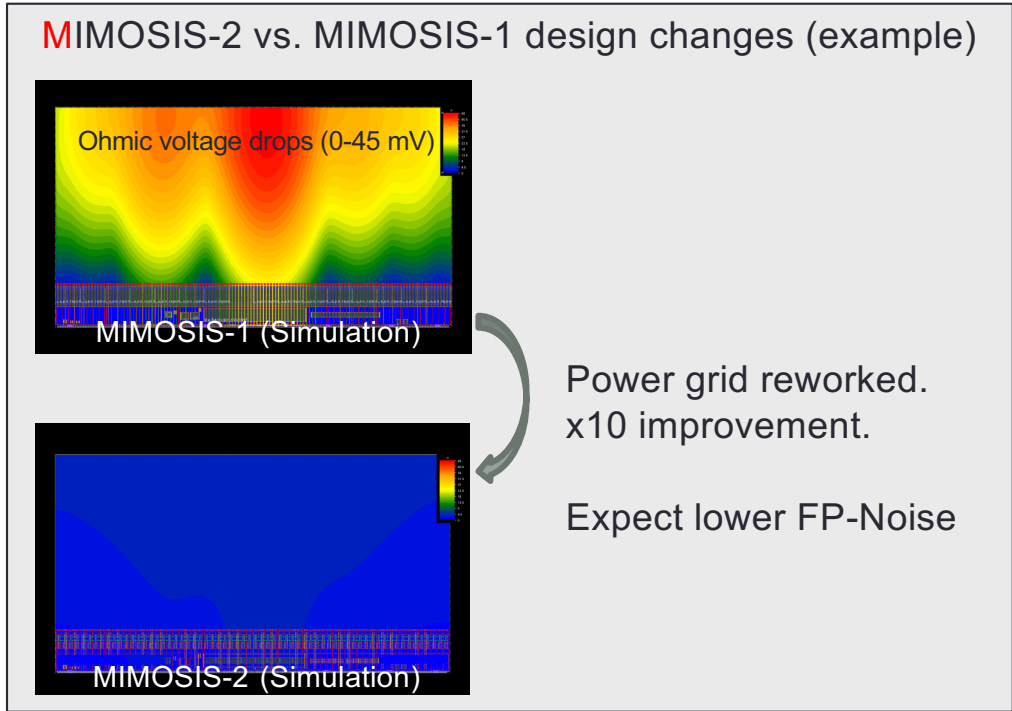 MIMOSIS-2 vs. MIMOSIS-1 design changes (example)
Ohmic voltage drops (0-45 mV)
MIMOSIS-1 (Simulation)
Power grid reworked.
x10 improvement.
Expect lower FP-Noise
MIMOSIS-2 (Simulation)